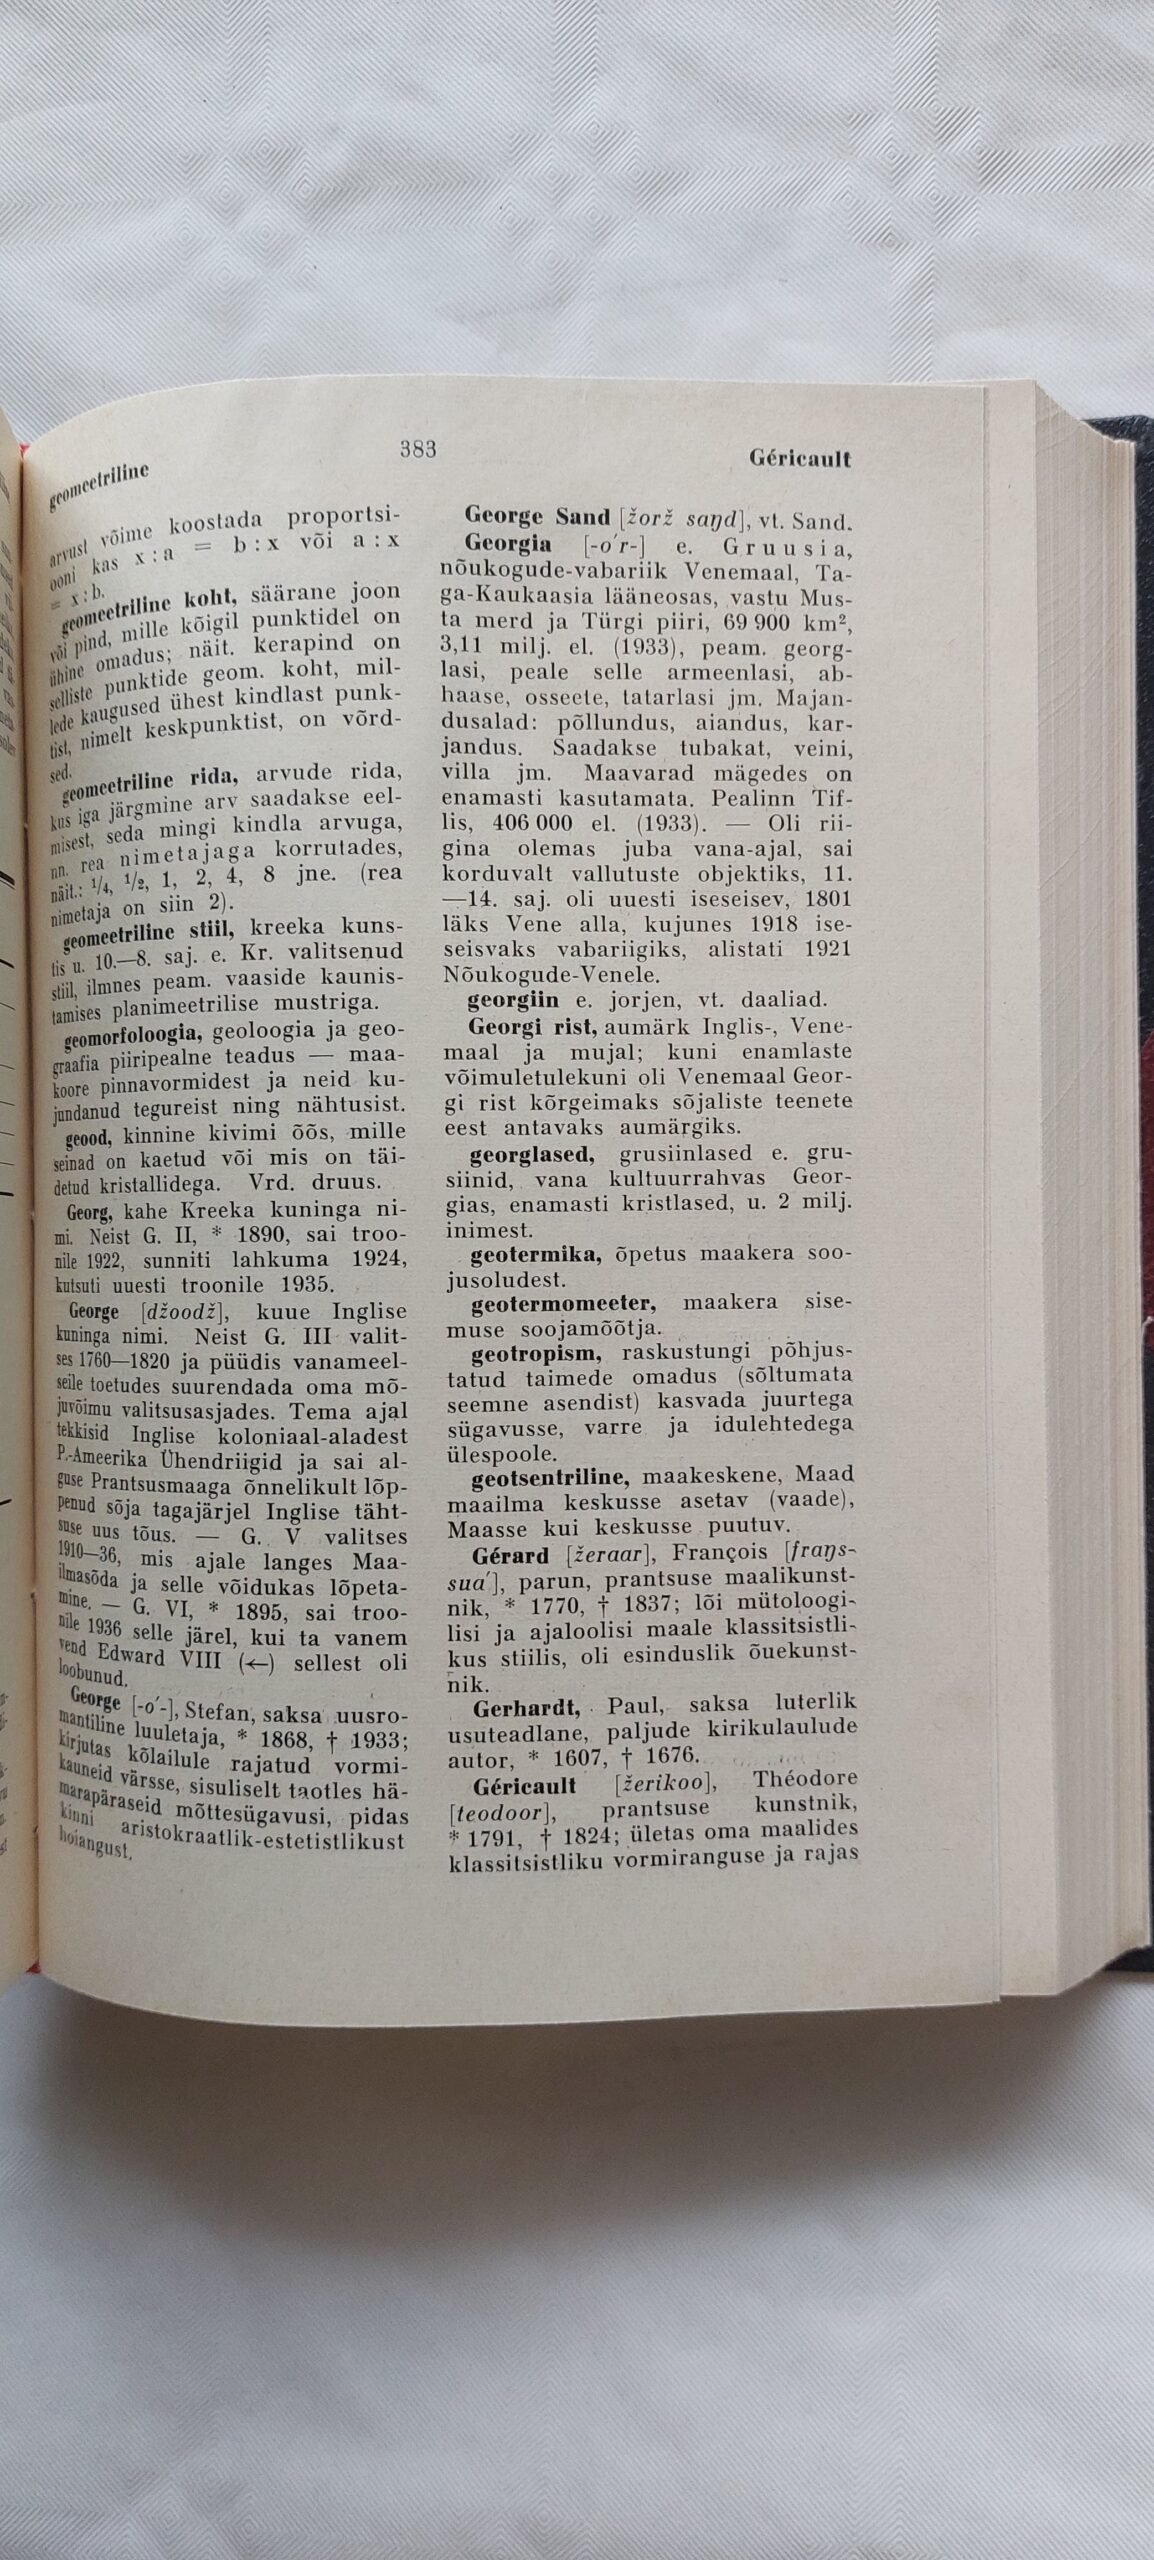 geomeetriline
383
Géricault
arvust võime koostada proportsi-
ooni kas x : a = b : x või a : x
= x : b.
geomeetriline koht, säärane joon
või pind, mille kõigil punktidel on
ühine omadus; näit. kerapind on
selliste punktide geom. koht, mil-
lede kaugused ühest kindlast punk-
tist, nimelt keskpunktist, on võrd-
sed.
geomeetriline rida, arvude rida,
kus iga järgmine arv saadakse eel-
misest, seda mingi kindla arvuga,
nn. rea nimetajaga korrutades,
näit.: 1/4, 1/2, 1, 2, 4, 8 jne. (rea
nimetaja on siin 2).
geomeetriline stiil, kreeka kuns-
tis u. 10.—8. saj. e. Kr. valitsenud
stiil, ilmnes peam. vaaside kaunis-
tamises planimeetrilise mustriga.
geomorfoloogia, geoloogia ja geo-
graafia piiripealne teadus — maa-
koore pinnavormidest ja neid ku-
jundanud tegureist ning nähtusist.
geood, kinnine kivimi õõs, mille
seinad on kaetud või mis on täi-
detud kristallidega. Vrd. druus.
Georg, kahe Kreeka kuninga ni-
mi. Neist G. II, * 1890, sai troo-
nile 1922, sunniti lahkuma 1924,
kutsuti uuesti troonile 1935.
George [džoodž], kuue Inglise
kuninga nimi. Neist G. III valit-
ses 1760—1820 ja püüdis vanameel-
seile toetudes suurendada oma mõ-
juvõimu valitsusasjades. Tema ajal
tekkisid Inglise koloniaal-aladest
P.-Ameerika Ühendriigid ja sai al-
guse Prantsusmaaga õnnelikult lõp-
penud sõja tagajärjel Inglise täht-
suse uus tõus. — G. V valitses
1910—36, mis ajale langes Maa-
ilmasõda ja selle võidukas lõpeta-
mine. — G. VI, * 1895, sai troo-
nile 1936 selle järel, kui ta vanem
vend Edward VIII (←) sellest oli
loobunud.
George [-o′-], Stefan, saksa uusro-
mantiline luuletaja, * 1868, † 1933;
kirjutas kõlailule rajatud vormi-
kauneid värsse, sisuliselt taotles hä-
marapäraseid mõttesügavusi, pidas
kinni aristokraatlik-estetistlikust
hoiangust.
George Sand [žorž saŋd], vt. Sand.
Georgia [-o′r-] e. Gruusia,
nõukogude-vabariik Venemaal, Ta-
ga-Kaukaasia lääneosas, vastu Mus-
ta merd ja Türgi piiri, 69 900 km²,
3,11 milj. el. (1933), peam. georg-
lasi, peale selle armeenlasi, ab-
haase, osseete, tatarlasi jm. Majan-
dusalad: põllundus, aiandus, kar-
jandus. Saadakse tubakat, veini,
villa jm. Maavarad mägedes on
enamasti kasutamata. Pealinn Tif-
lis, 406 000 el. (1933). — Oli rii-
gina olemas juba vana-ajal, sai
korduvalt vallutuste objektiks, 11.
—14. saj. oli uuesti iseseisev, 1801
läks Vene alla, kujunes 1918 ise-
seisvaks vabariigiks, alistati 1921
Nõukogude-Venele.
georgiin e. jorjen, vt. daaliad.
Georgi rist, aumärk Inglis-, Vene-
maal ja mujal; kuni enamlaste
võimuletulekuni oli Venemaal Geor-
gi rist kõrgeimaks sõjaliste teenete
eest antavaks aumärgiks.
georglased, grusiinlased e. gru-
siinid, vana kultuurrahvas Geor-
gias, enamasti kristlased, u. 2 milj.
inimest.
geotermika, õpetus maakera soo-
jusoludest.
geotermomeeter, maakera sise-
muse soojamõõtja.
geotropism, raskustungi põhjus-
tatud taimede omadus (sõltumata
seemne asendist) kasvada juurtega
sügavusse, varre ja idulehtedega
ülespoole.
geotsentriline, maakeskene, Maad
maailma keskusse asetav (vaade),
Maasse kui keskusse puutuv.
Gérard [žeraar], François [fraŋs-
sua′], parun, prantsuse maalikunst-
nik, * 1770, † 1837; lõi mütoloogi-
lisi ja ajaloolisi maale klassitsistli-
kus stiilis, oli esinduslik õuekunst-
nik.
Gerhardt, Paul, saksa luterlik
usuteadlane, paljude kirikulaulude
autor, * 1607, † 1676.
Géricault [žerikoo], Théodore
[teodoor], prantsuse kunstnik,
* 1791, † 1824; ületas oma maalides
klassitsistliku vormiranguse ja rajas